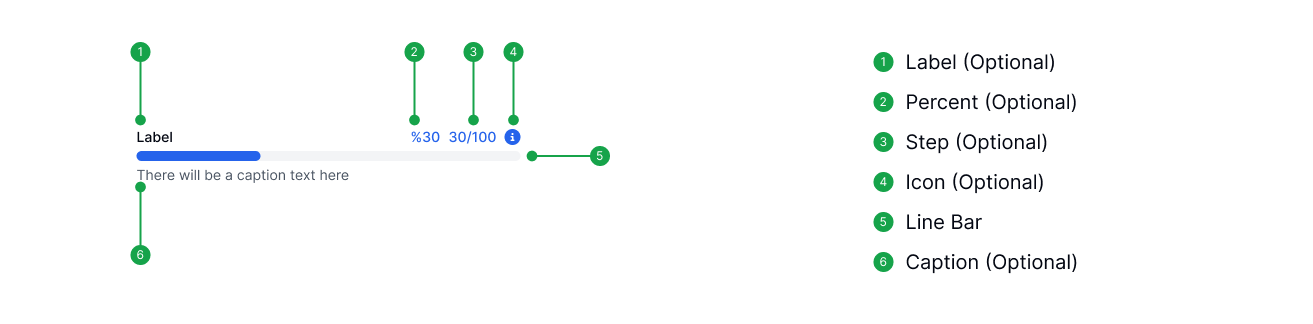 1 2 3 4
Label %30 30/100
5
There will be a caption text here
6
1 Label (Optional)
2 Percent (Optional)
3 Step (Optional)
4 Icon (Optional)
5 Line Bar
6 Caption (Optional)